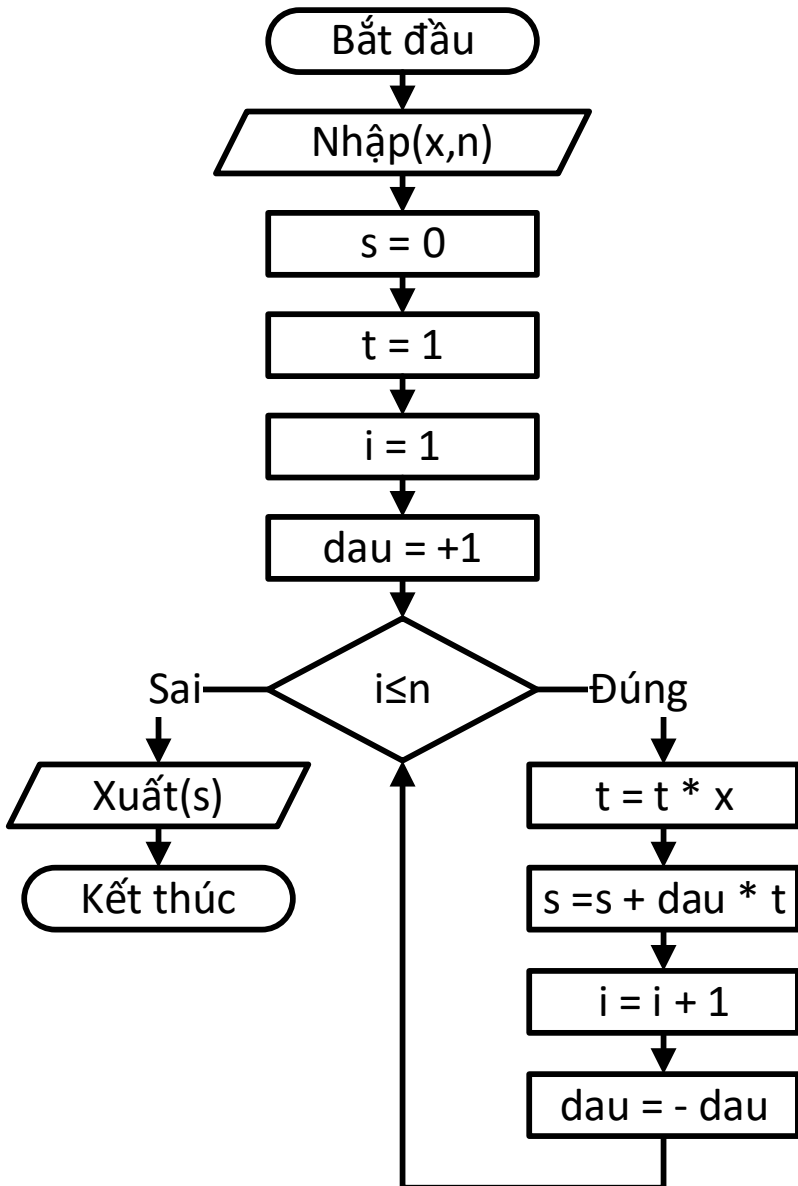 Bắt đầu
Nhập(x,n)
s = 0
t = 1
i = 1
dau = +1
i≤n
Sai
Đúng
Xuất(s)
Kết thúc
t = t * x
s =s + dau * t
i = i + 1
dau = - dau